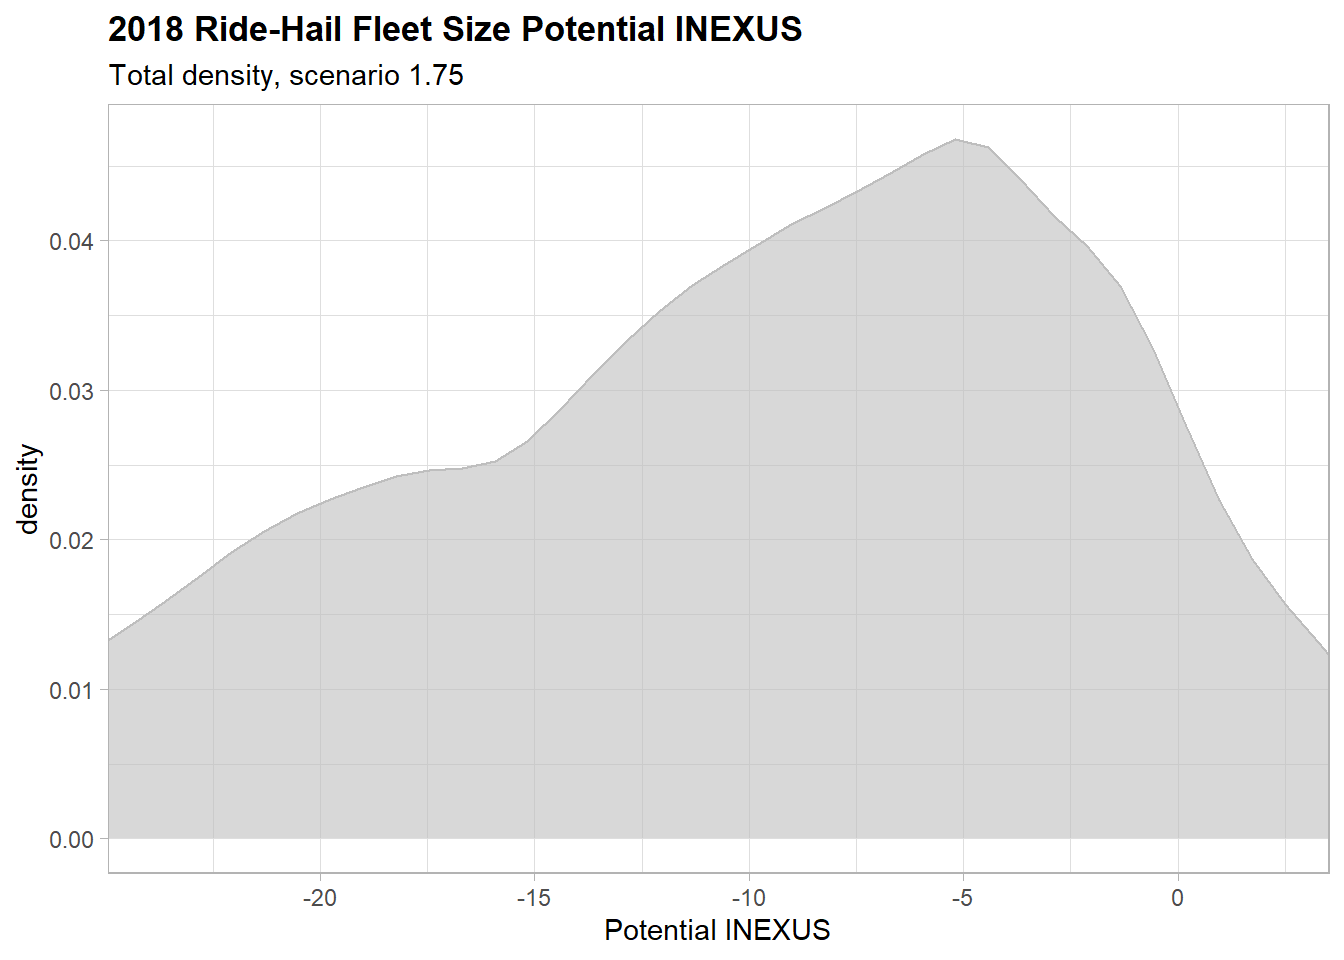 2018 Ride-Hail Fleet Size Potential INEXUS
Total density, scenario 1.75
density
0.04
0.03
0.02
0.01
0.00
-20 -15 -10 -5 0
Potential INEXUS